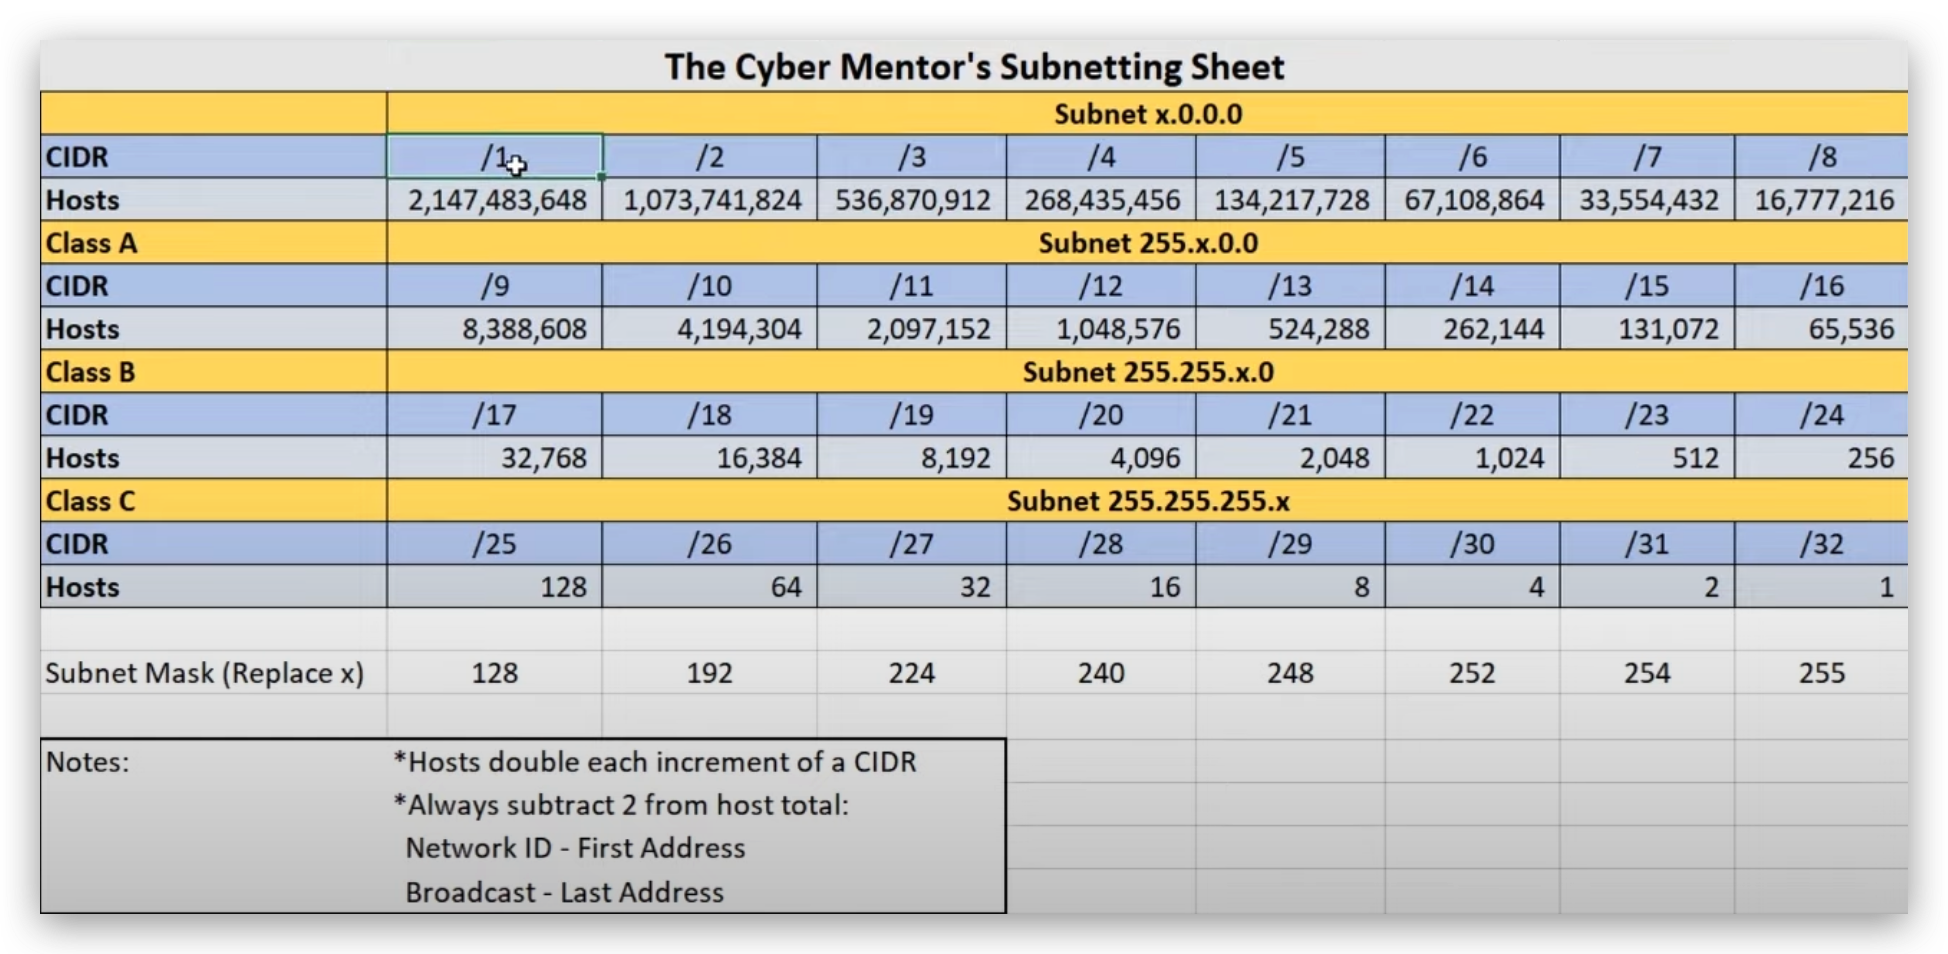 The Cyber Mentor's Subnetting Sheet
Subnet x.0.0.0
CIDR /1 /2 /3 /4 /5 /6 /7 /8
Hosts 2,147,483,648 1,073,741,824 536,870,912 268,435,456 134,217,728 67,108,864 33,554,432 16,777,216
Class A Subnet 255.x.0.0
CIDR /9 /10 /11 /12 /13 /14 /15 /16
Hosts 8,388,608 4,194,304 2,097,152 1,048,576 524,288 262,144 131,072 65,536
Class B Subnet 255.255.x.0
CIDR /17 /18 /19 /20 /21 /22 /23 /24
Hosts 32,768 16,384 8,192 4,096 2,048 1,024 512 256
Class C Subnet 255.255.255.x
CIDR /25 /26 /27 /28 /29 /30 /31 /32
Hosts 128 64 32 16 8 4 2 1
Subnet Mask (Replace x) 128 192 224 240 248 252 254 255
Notes: *Hosts double each increment of a CIDR
*Always subtract 2 from host total:
Network ID - First Address
Broadcast - Last Address